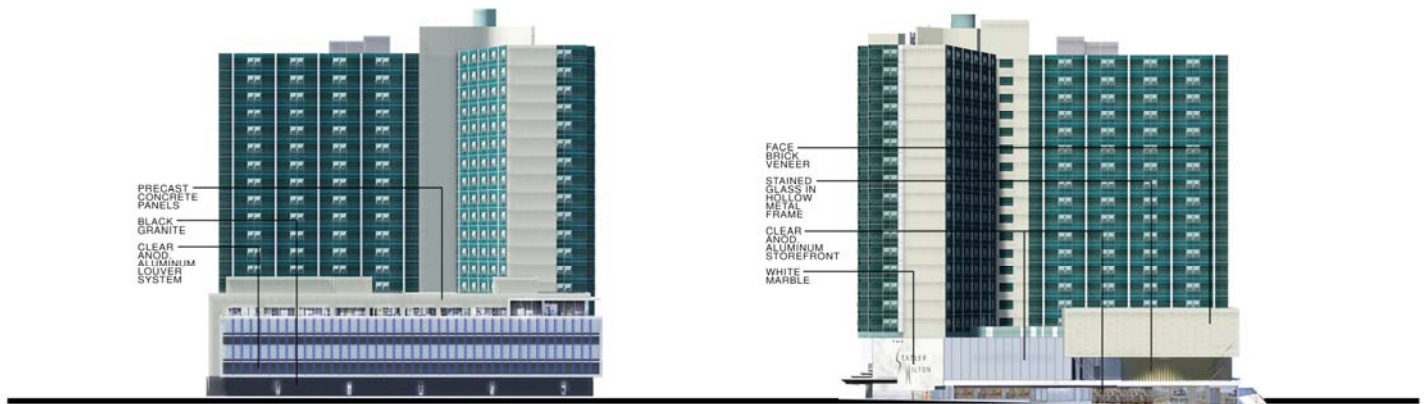 PRECAST
CONCRETE
PANELS
BLACK
GRANITE
CLEAR
ANOD.
ALUMINUM
LOUVER
SYSTEM
FACE
BRICK
VENEER
STAINED
GLASS IN
HOLLOW
METAL
FRAME
CLEAR
ANOD.
ALUMINUM
STOREFRONT
WHITE
MARBLE
THE
STATLER
HILTON